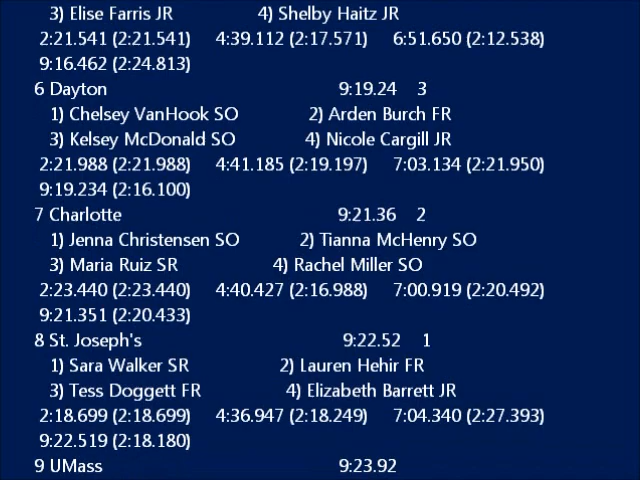 3) Elise Farris JR 4) Shelby Haitz JR
2:21.541 (2:21.541) 4:39.112 (2:17.571) 6:51.650 (2:12.538)
9:16.462 (2:24.813)
6 Dayton 9:19.24 3
1) Chelsey VanHook SO 2) Arden Burch FR
3) Kelsey McDonald SO 4) Nicole Cargill JR
2:21.988 (2:21.988) 4:41.185 (2:19.197) 7:03.134 (2:21.950)
9:19.234 (2:16.100)
7 Charlotte 9:21.36 2
1) Jenna Christensen SO 2) Tianna McHenry SO
3) Maria Ruiz SR 4) Rachel Miller SO
2:23.440 (2:23.440) 4:40.427 (2:16.988) 7:00.919 (2:20.492)
9:21.351 (2:20.433)
8 St. Joseph's 9:22.52 1
1) Sara Walker SR 2) Lauren Hehir FR
3) Tess Doggett FR 4) Elizabeth Barrett JR
2:18.699 (2:18.699) 4:36.947 (2:18.249) 7:04.340 (2:27.393)
9:22.519 (2:18.180)
9 UMass 9:23.92